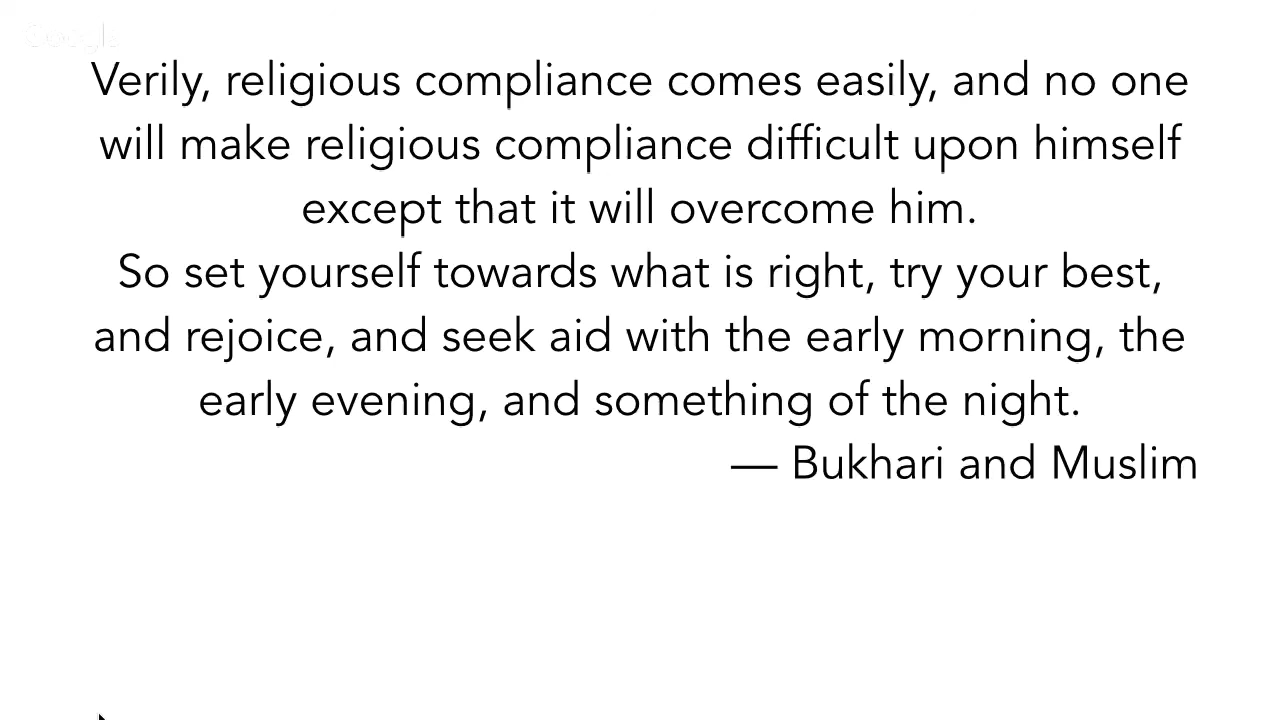 Google
Verily, religious compliance comes easily, and no one
will make religious compliance difficult upon himself
except that it will overcome him.
So set yourself towards what is right, try your best,
and rejoice, and seek aid with the early morning, the
early evening, and something of the night.
— Bukhari and Muslim